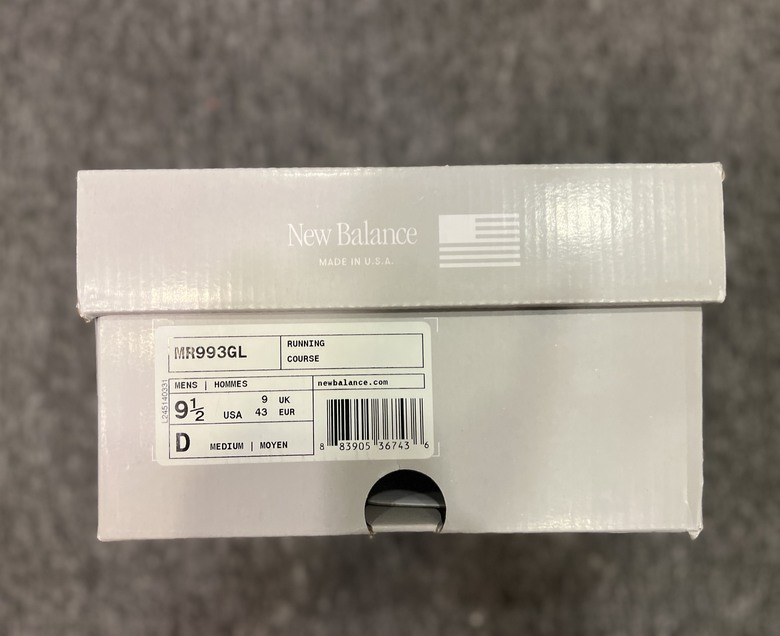 New Balance
MADE IN U.S.A.
MR993GL
RUNNING
COURSE
MENS | HOMMES
newbalance.com
9½ USA 9 UK
43 EUR
D MEDIUM | MOYEN
8 83905 36743 6
L245140331